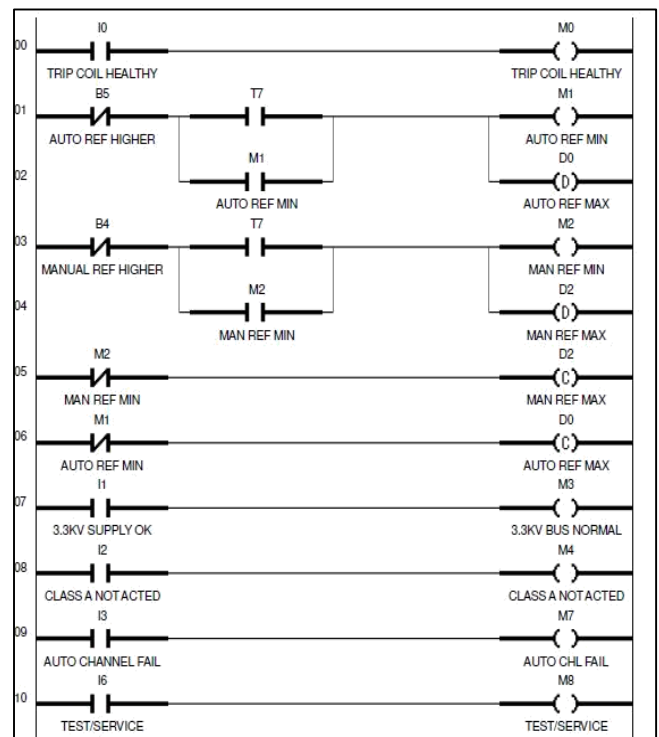 I0 M0
00
TRIP COIL HEALTHY TRIP COIL HEALTHY
B5 T7 M1
01
AUTO REF HIGHER AUTO REF MIN
M1 D0
02 (D)
AUTO REF MIN AUTO REF MAX
B4 T7 M2
03
MANUAL REF HIGHER MAN REF MIN
M2 D2
04 (D)
MAN REF MIN MAN REF MAX
M2 D2
05 (C)
MAN REF MIN MAN REF MAX
M1 D0
06 (C)
AUTO REF MIN AUTO REF MAX
I1 M3
07
3.3KV SUPPLY OK 3.3KV BUS NORMAL
I2 M4
08
CLASS A NOT ACTED CLASS A NOT ACTED
I3 M7
09
AUTO CHANNEL FAIL AUTO CHL FAIL
I6 M8
10
TEST/SERVICE TEST/SERVICE